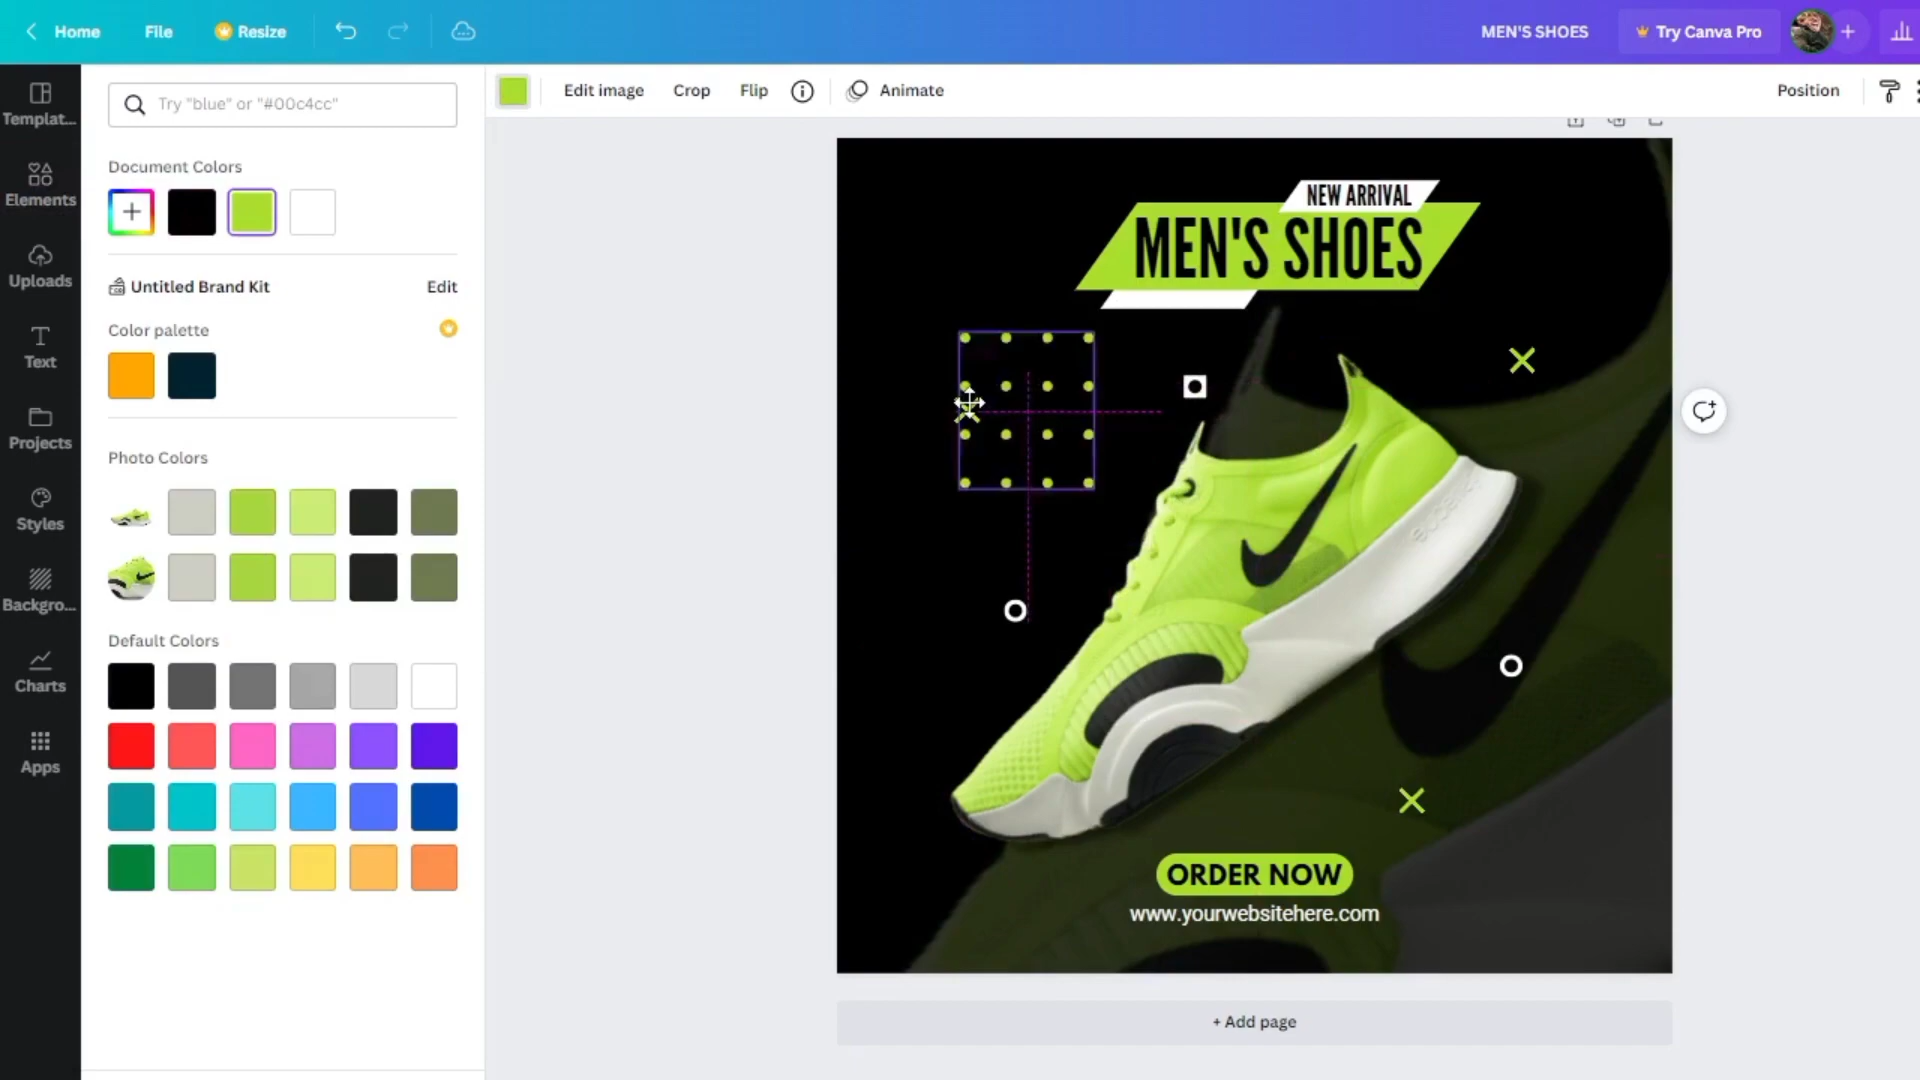 Home File Resize MEN'S SHOES Try Canva Pro
Try "blue" or "#00c4cc"
Edit image Crop Flip Animate Position
Templat...
Elements
Uploads
Text
Projects
Styles
Backgro...
Charts
Apps
Document Colors
Untitled Brand Kit Edit
Color palette
Photo Colors
Default Colors
NEW ARRIVAL
MEN'S SHOES
ORDER NOW
www.yourwebsitehere.com
+ Add page